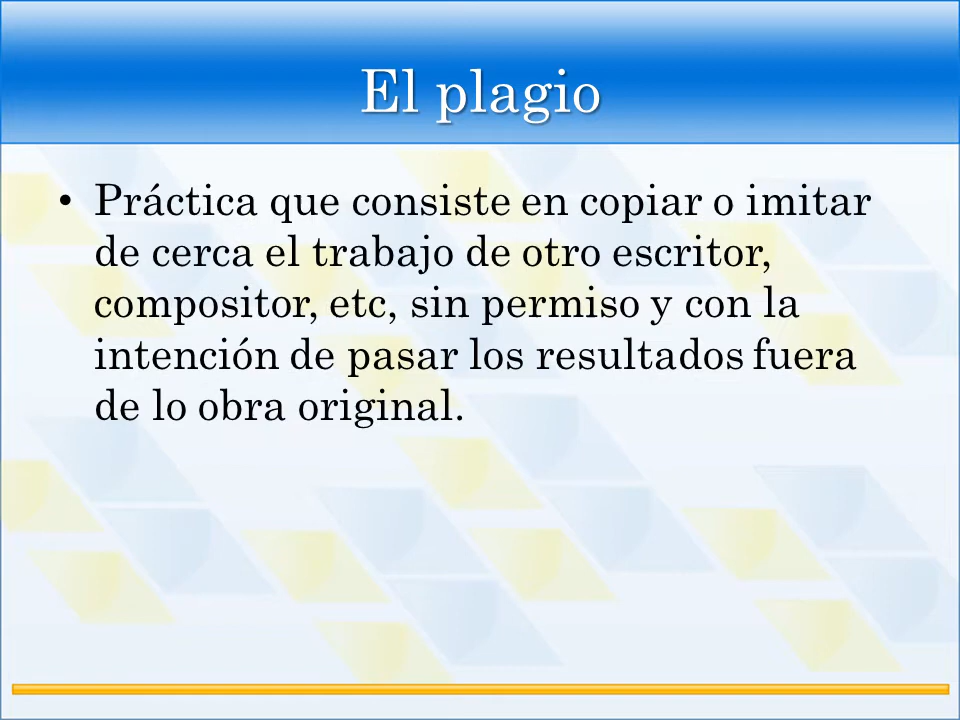 El plagio
• Práctica que consiste en copiar o imitar
de cerca el trabajo de otro escritor,
compositor, etc, sin permiso y con la
intención de pasar los resultados fuera
de lo obra original.